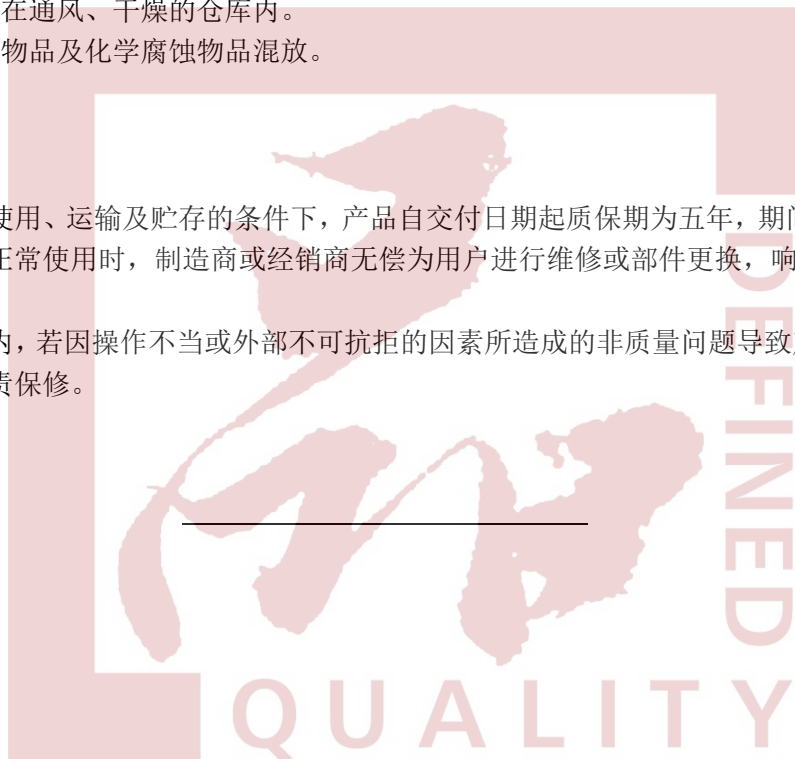 在通风、干燥的仓库内。
物品及化学腐蚀物品混放。
使用、运输及贮存的条件下，产品自交付日期起质保期为五年，期间
正常使用时，制造商或经销商无偿为用户进行维修或部件更换，响
内，若因操作不当或外部不可抗拒的因素所造成的非质量问题导致
责保修。
DEFINED
QUALITY